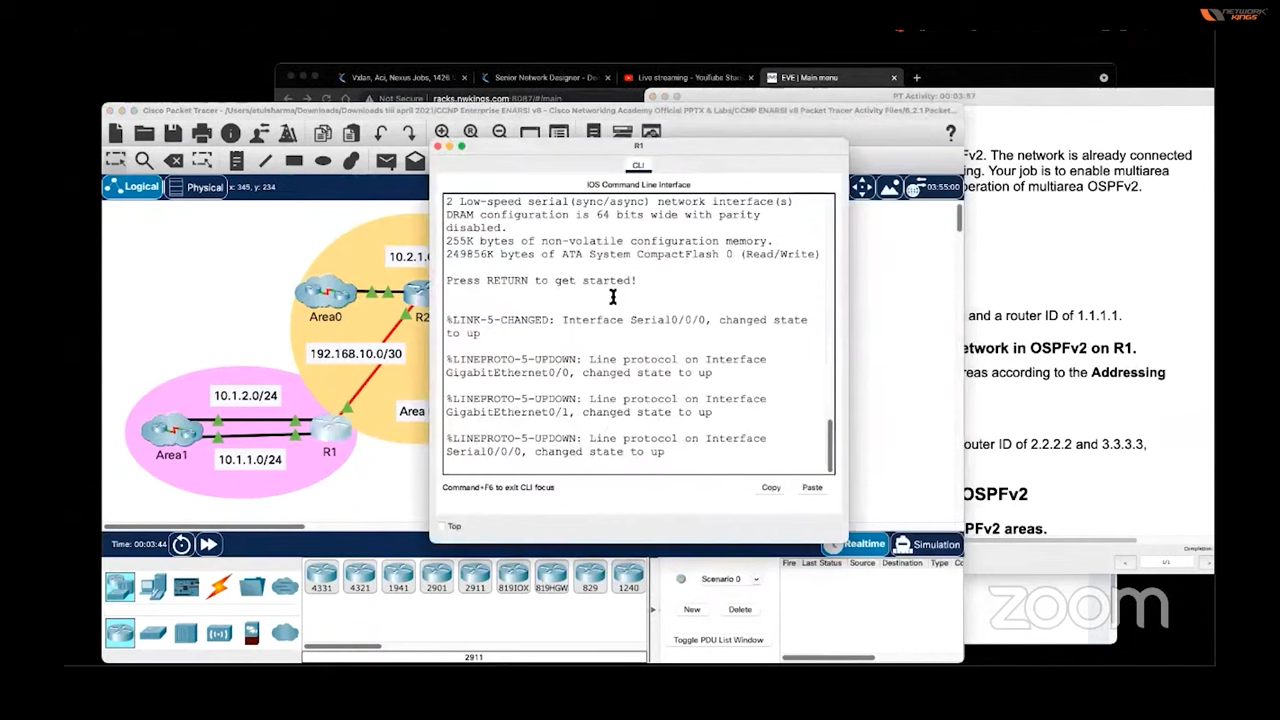 NETWORK
KINGS
Vxlan, Aci, Nexus Jobs, 1426.
Senior Network Designer - De
Live streaming - YouTube Stu
EVE | Main menu
Not Secure
racks.nwkings.com:8087/#/main
PT Activity: 00:03:57
Cisco Packet Tracer - /Users/atulsharma/Downloads/Downloads till april 2021/CCNP Enterprise ENARSI v8 - Cisco Networking Academy Official PPTX & Labs/CCNP ENARSI v8 Packet Tracer Activity Files/6.2.1 Packet...
R1
CLI
IOS Command Line Interface
Logical
Physical
x: 345, y: 234
03:55:00
2 Low-speed serial(sync/async) network interface(s)
DRAM configuration is 64 bits wide with parity
disabled.
255K bytes of non-volatile configuration memory.
249856K bytes of ATA System CompactFlash 0 (Read/Write)
Press RETURN to get started!
%LINK-5-CHANGED: Interface Serial0/0/0, changed state
to up
%LINEPROTO-5-UPDOWN: Line protocol on Interface
GigabitEthernet0/0, changed state to up
%LINEPROTO-5-UPDOWN: Line protocol on Interface
GigabitEthernet0/1, changed state to up
%LINEPROTO-5-UPDOWN: Line protocol on Interface
Serial0/0/0, changed state to up
Command+F6 to exit CLI focus
Copy
Paste
Top
10.2.1.0
Area0
R2
192.168.10.0/30
10.1.2.0/24
Area
Area1
R1
10.1.1.0/24
Fv2. The network is already connected
ing. Your job is to enable multiarea
peration of multiarea OSPFv2.
and a router ID of 1.1.1.1.
etwork in OSPFv2 on R1.
reas according to the Addressing
outer ID of 2.2.2.2 and 3.3.3.3,
OSPFv2
PFv2 areas.
Completion:
< 1/1 >
Time: 00:03:44
Realtime
Simulation
4331 4321 1941 2901 2911 819IOX 819HGW 829 1240
2911
Scenario 0
New
Delete
Toggle PDU List Window
Fire Last Status Source Destination Type Co
zoom